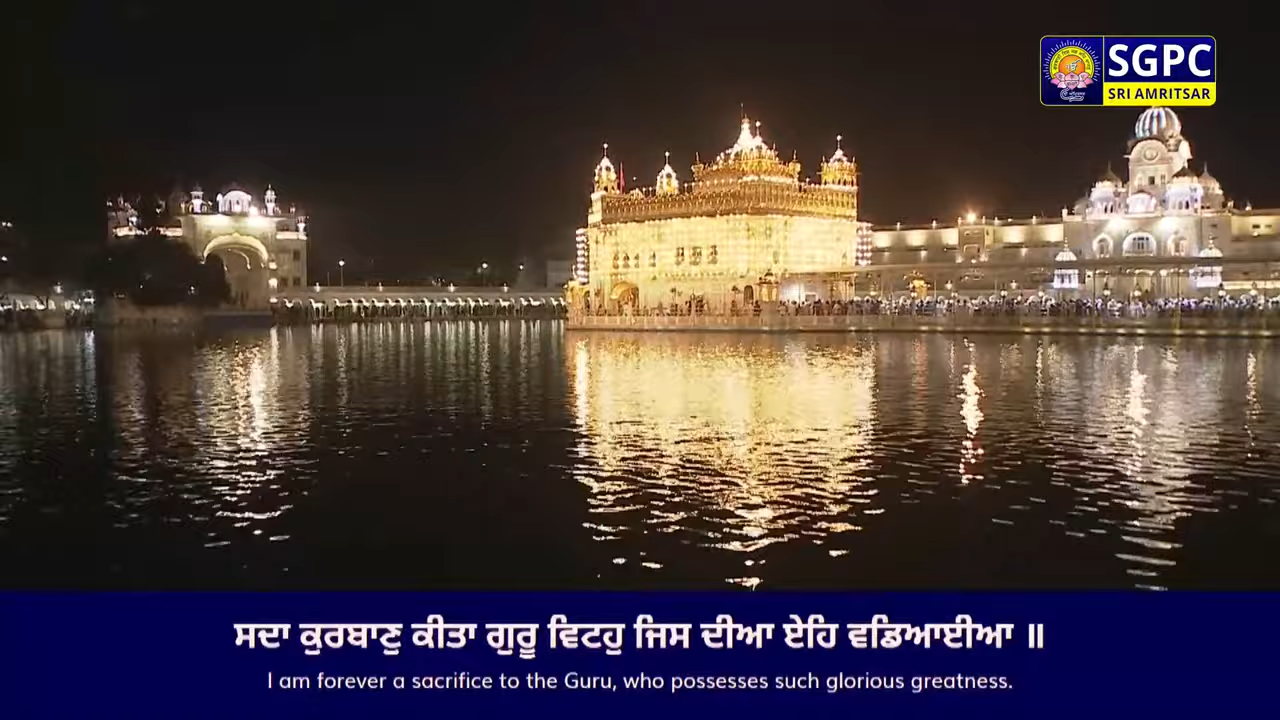 SGPC
SRI AMRITSAR
ਸਦਾ ਕੁਰਬਾਣੁ ਕੀਤਾ ਗੁਰੂ ਵਿਟਹੁ ਜਿਸ ਦੀਆ ਏਹਿ ਵਡਿਆਈਆ ॥
I am forever a sacrifice to the Guru, who possesses such glorious greatness.